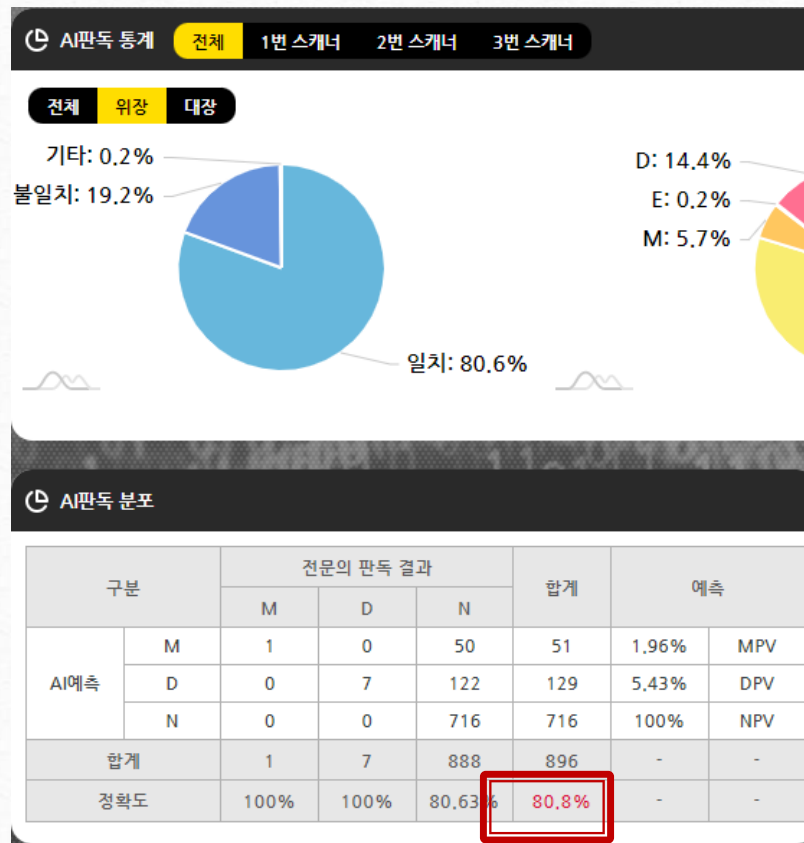 AI판독 통계 전체 1번 스캐너 2번 스캐너 3번 스캐너
전체 위장 대장
기타: 0.2%
불일치: 19.2%
일치: 80.6%
D: 14.4%
E: 0.2%
M: 5.7%
AI판독 분포
구분 전문의 판독 결과 합계 예측
M D N
AI예측 M 1 0 50 51 1.96% MPV
D 0 7 122 129 5.43% DPV
N 0 0 716 716 100% NPV
합계 1 7 888 896 - -
정확도 100% 100% 80.63% 80.8% - -